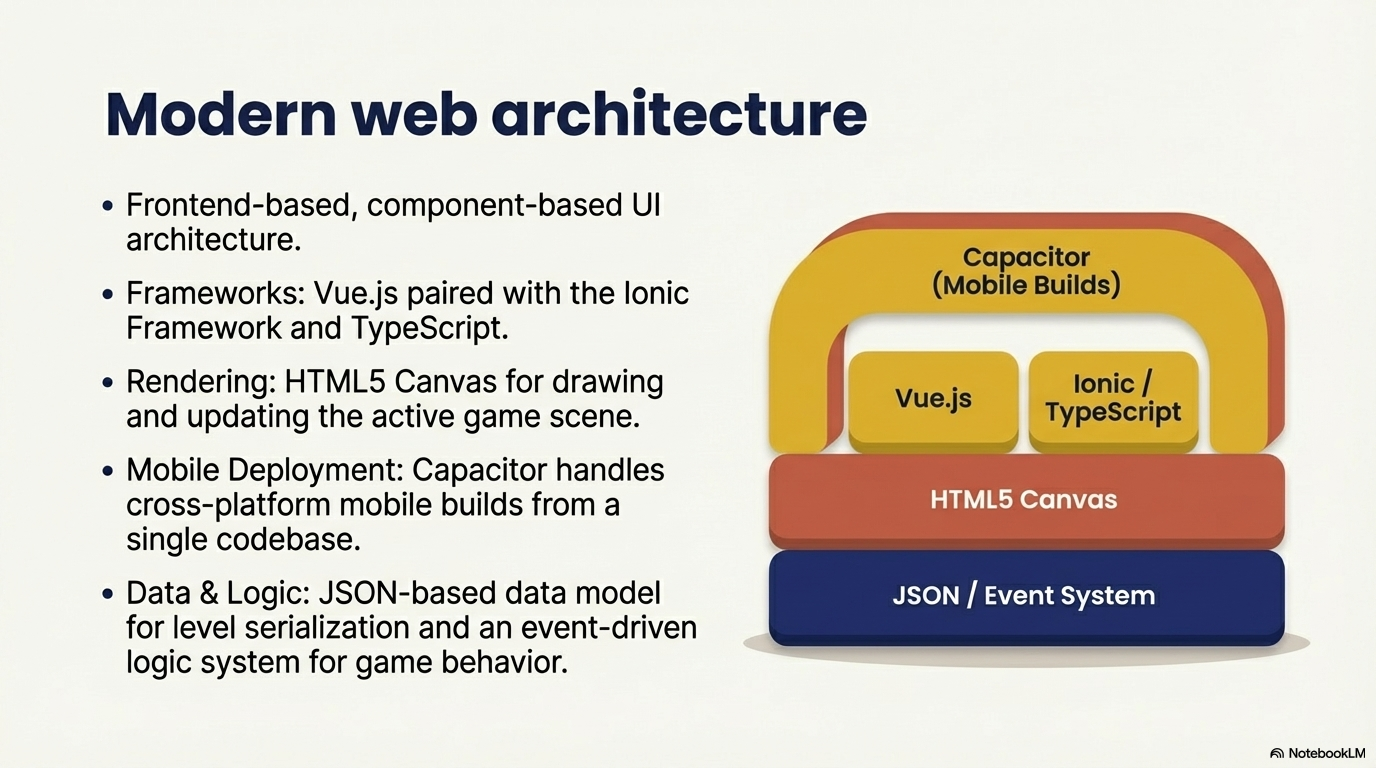 Modern web architecture
• Frontend-based, component-based UI
architecture.
• Frameworks: Vue.js paired with the Ionic
Framework and TypeScript.
• Rendering: HTML5 Canvas for drawing
and updating the active game scene.
• Mobile Deployment: Capacitor handles
cross-platform mobile builds from a
single codebase.
• Data & Logic: JSON-based data model
for level serialization and an event-driven
logic system for game behavior.
Capacitor
(Mobile Builds)
Vue.js
Ionic /
TypeScript
HTML5 Canvas
JSON / Event System
NotebookLM